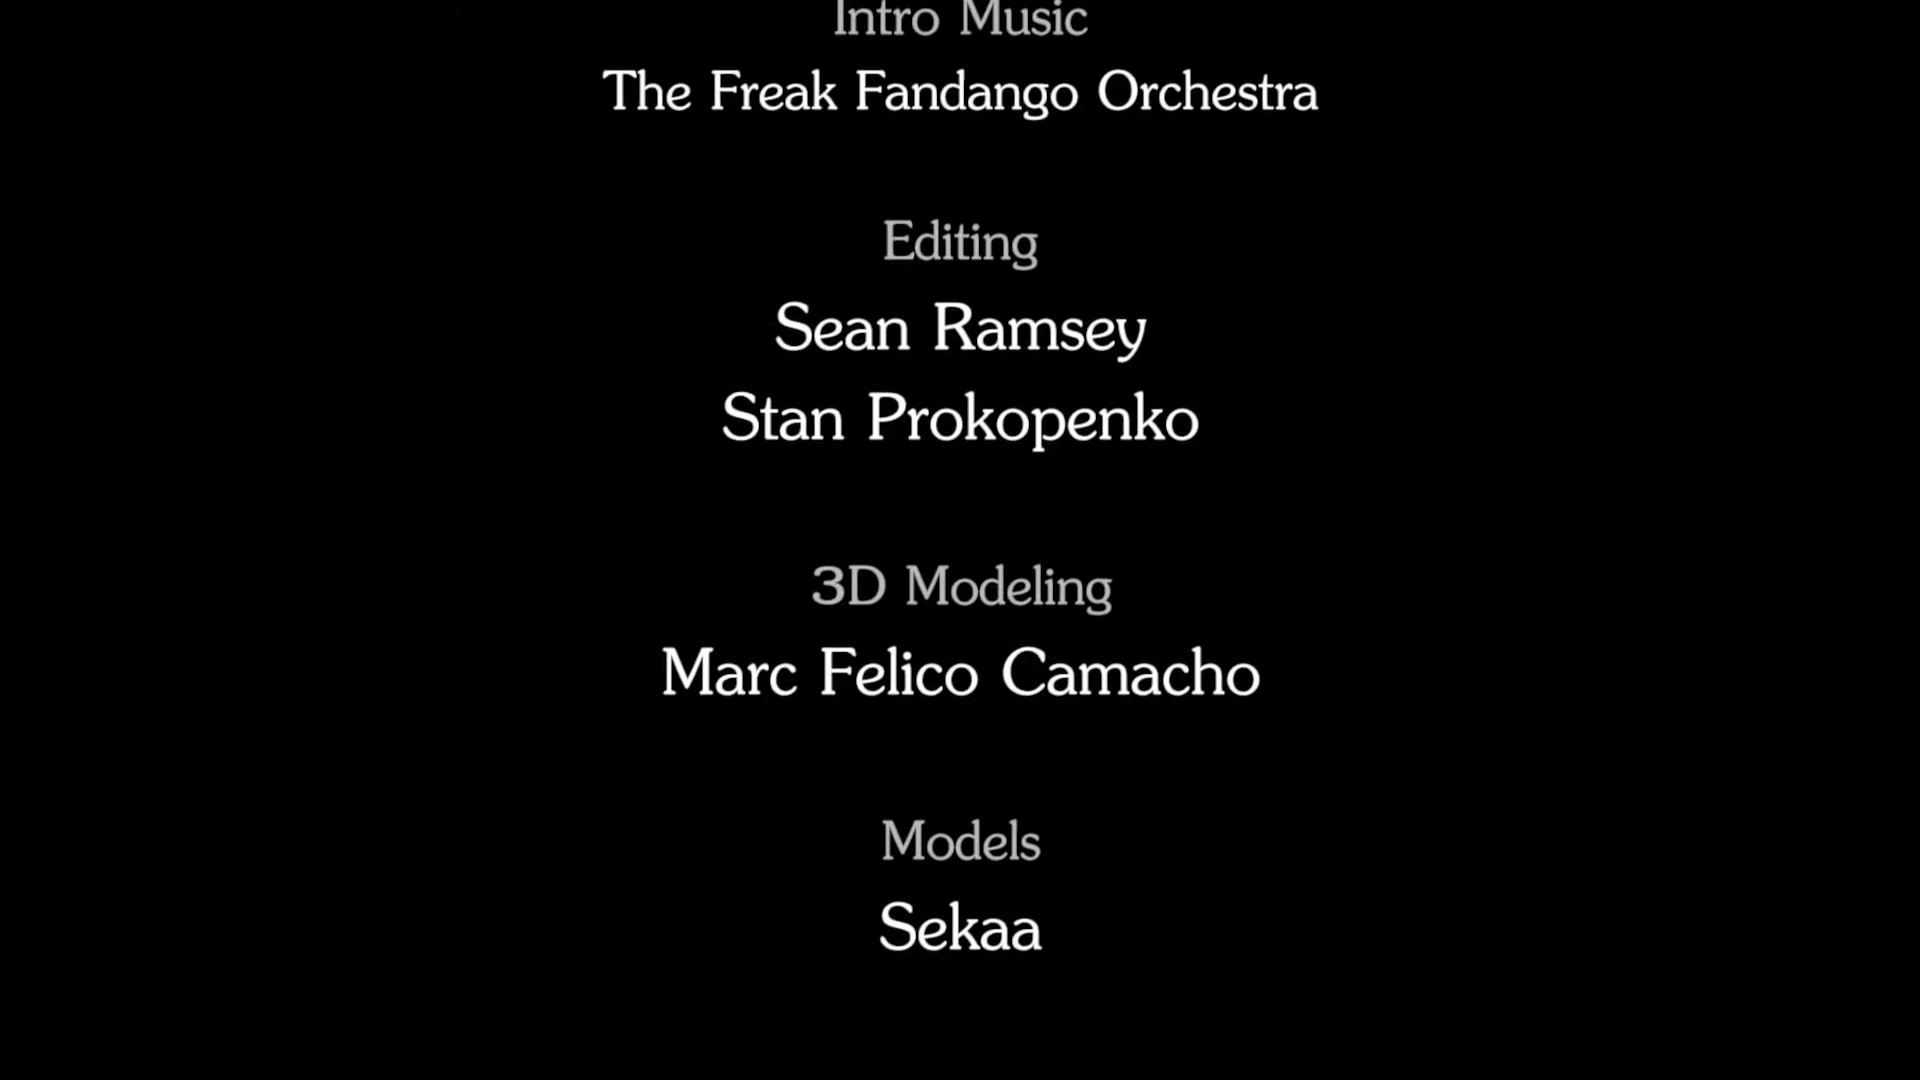 Intro Music
The Freak Fandango Orchestra
Editing
Sean Ramsey
Stan Prokopenko
3D Modeling
Marc Felico Camacho
Models
Sekaa